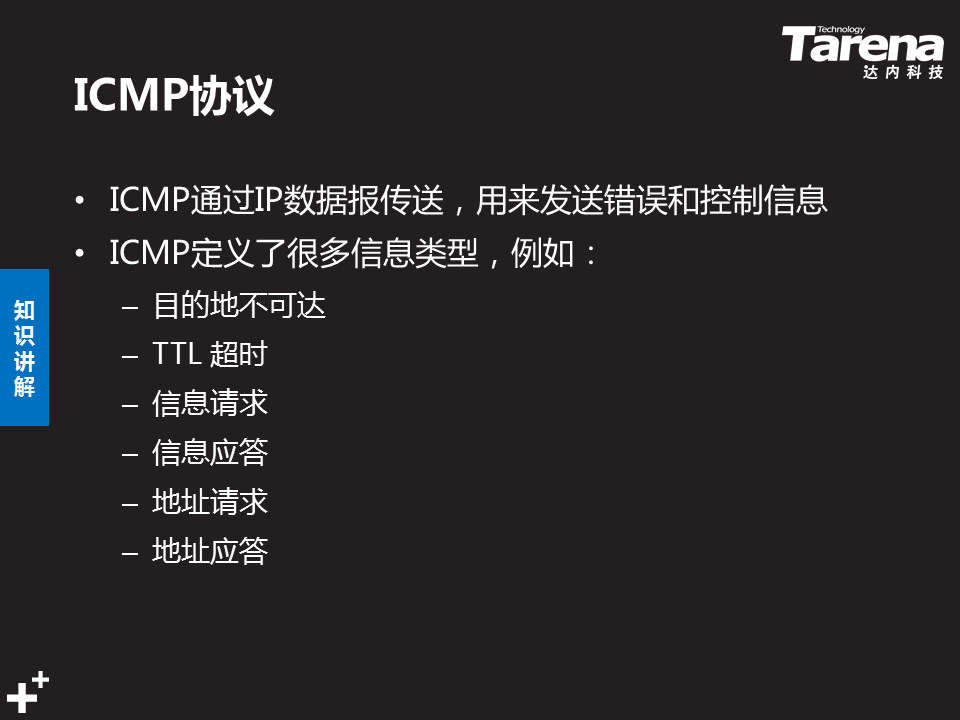 Technology
Tarena
达内科技
ICMP协议
• ICMP通过IP数据报传送，用来发送错误和控制信息
• ICMP定义了很多信息类型，例如：
– 目的地不可达
– TTL 超时
– 信息请求
– 信息应答
– 地址请求
– 地址应答
知识讲解